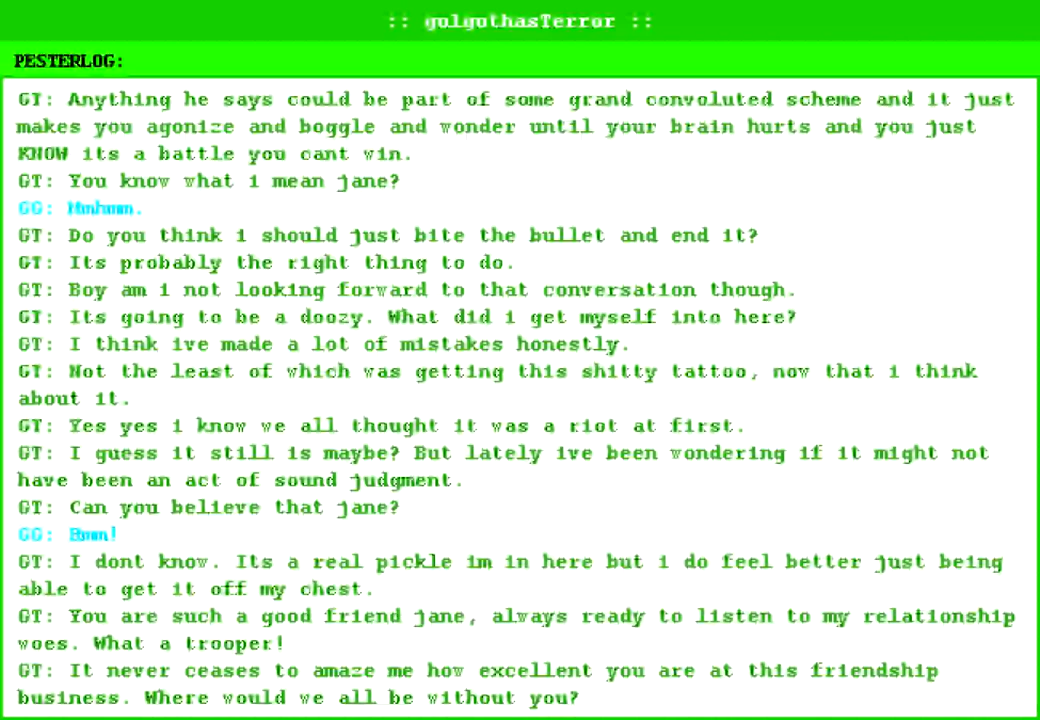 :: golgothasTerror ::
PESTERLOG:
GT: Anything he says could be part of some grand convoluted scheme and it just
makes you agonize and boggle and wonder until your brain hurts and you just
KNOW its a battle you cant win.
GT: You know what i mean jane?
GG: Mmhmm.
GT: Do you think i should just bite the bullet and end it?
GT: Its probably the right thing to do.
GT: Boy am i not looking forward to that conversation though.
GT: Its going to be a doozy. What did i get myself into here?
GT: I think ive made a lot of mistakes honestly.
GT: Not the least of which was getting this shitty tattoo, now that i think
about it.
GT: Yes yes i know we all thought it was a riot at first.
GT: I guess it still is maybe? But lately ive been wondering if it might not
have been an act of sound judgment.
GT: Can you believe that jane?
GG:
GT: I dont know. Its a real pickle im in here but i do feel better just being
able to get it off my chest.
GT: You are such a good friend jane, always ready to listen to my relationship
woes. What a trooper!
GT: It never ceases to amaze me how excellent you are at this friendship
business. Where would we all be without you?